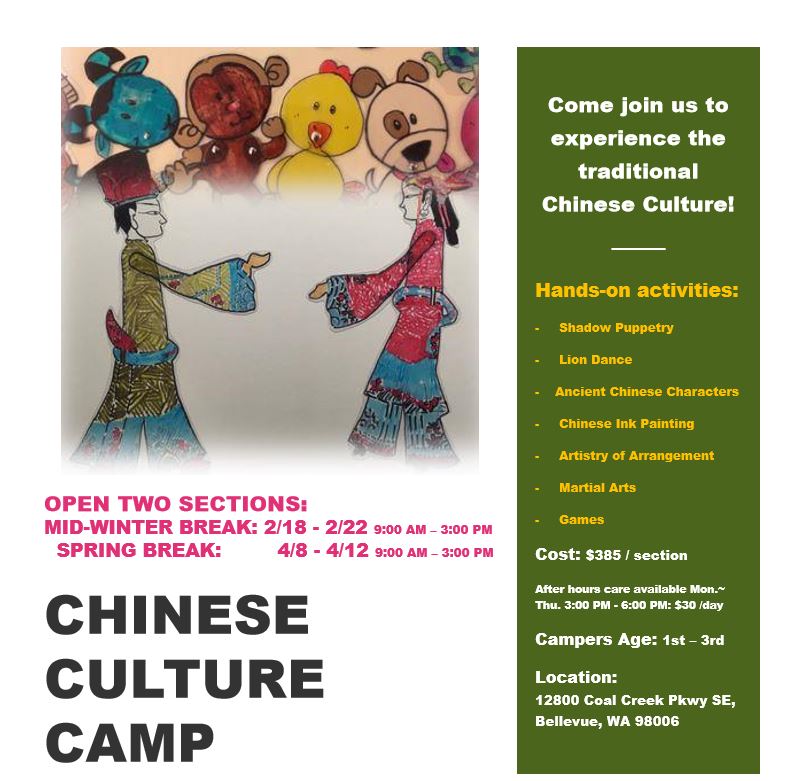 Come join us to
experience the
traditional
Chinese Culture!
Hands-on activities:
- Shadow Puppetry
- Lion Dance
- Ancient Chinese Characters
- Chinese Ink Painting
- Artistry of Arrangement
- Martial Arts
- Games
Cost: $385 / section
After hours care available Mon.~
Thu. 3:00 PM - 6:00 PM: $30 /day
Campers Age: 1st – 3rd
Location:
12800 Coal Creek Pkwy SE,
Bellevue, WA 98006
OPEN TWO SECTIONS:
MID-WINTER BREAK: 2/18 - 2/22 9:00 AM – 3:00 PM
SPRING BREAK: 4/8 - 4/12 9:00 AM – 3:00 PM
CHINESE
CULTURE
CAMP